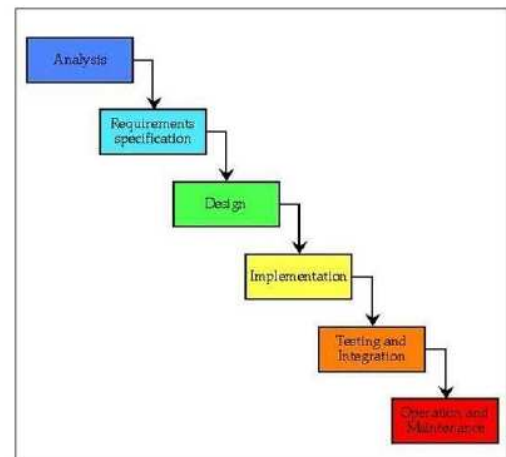 Analysis
Requirements
specification
Design
Implementation
Testing and
Integration
Operation and
Maintenance